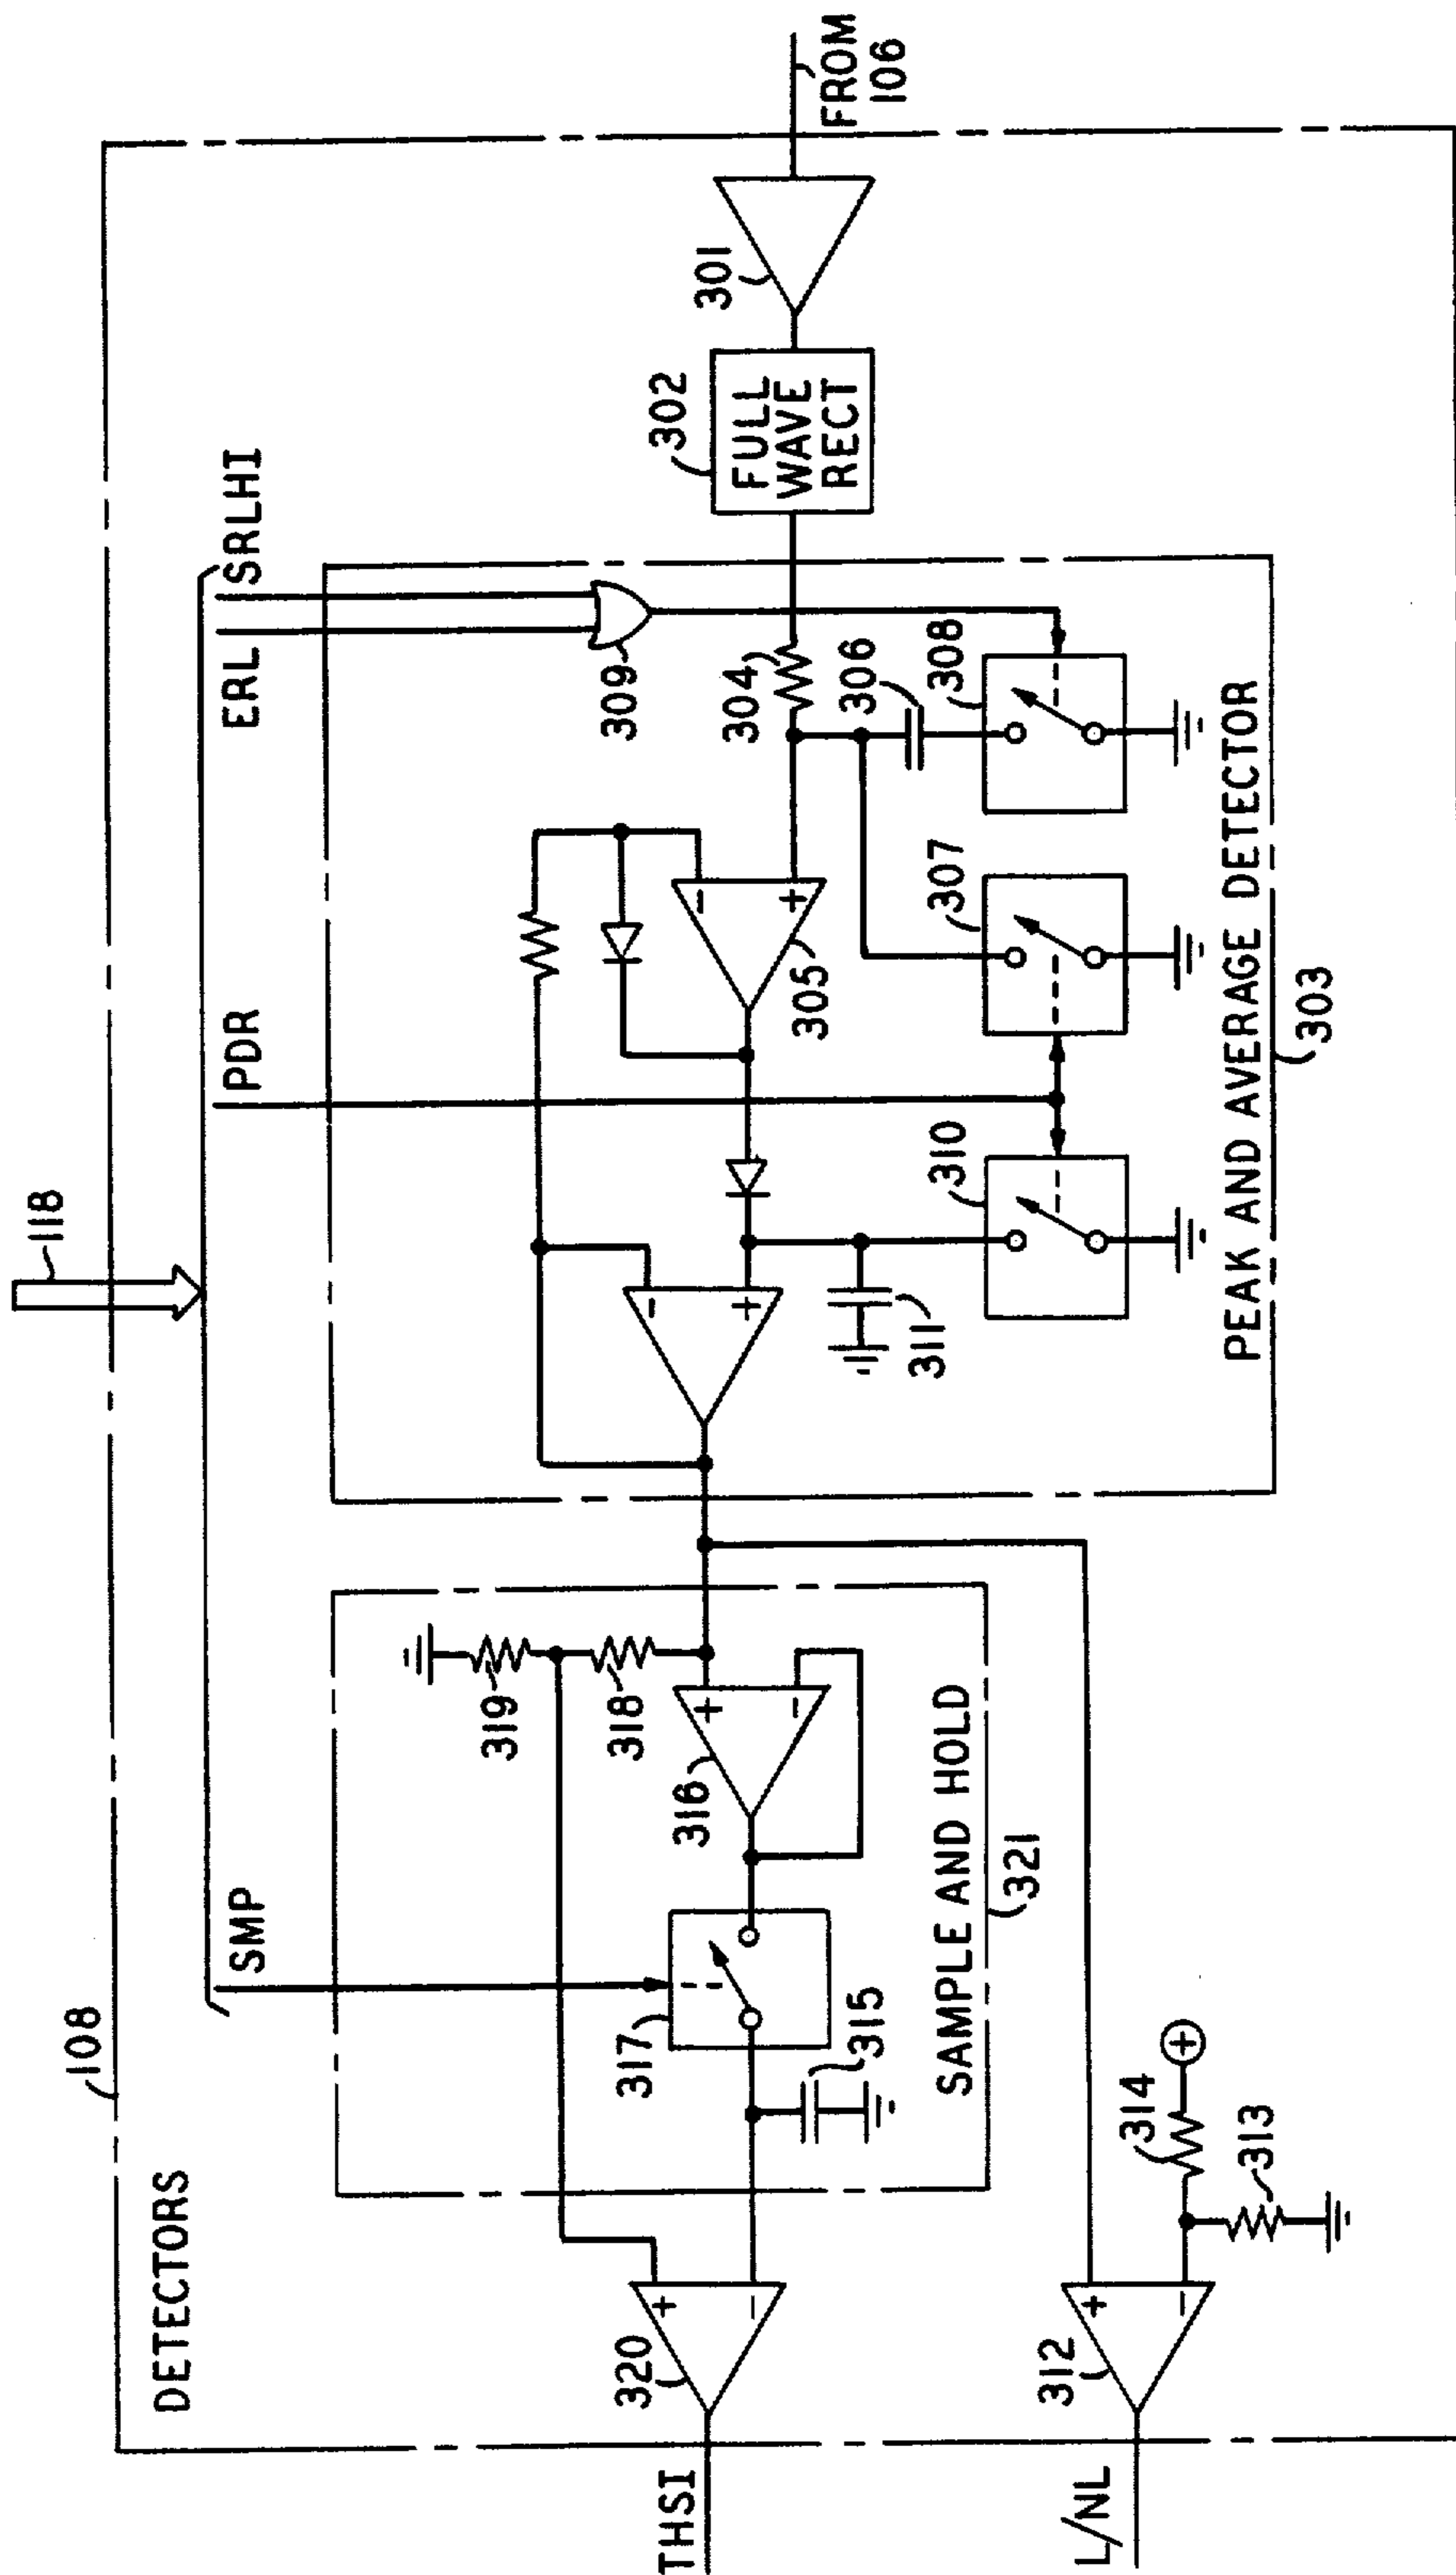 118
108
DETECTORS
SMP
PDR
ERL
SRLHI
309
FROM
106
301
302
FULL
WAVE
RECT
304
305
306
307
308
310
311
PEAK AND AVERAGE DETECTOR
303
319
318
316
317
315
SAMPLE AND HOLD
321
320
THSI
314
313
312
L/NL
+
-
+
-
+
-
+
-
+
-
+